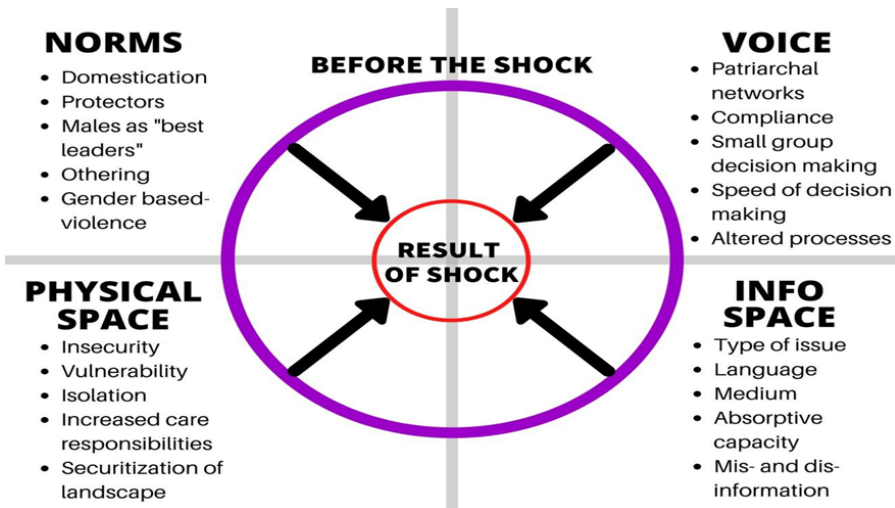 NORMS
• Domestication
• Protectors
• Males as "best
leaders"
• Othering
• Gender based-
violence
BEFORE THE SHOCK
VOICE
• Patriarchal
networks
• Compliance
• Small group
decision making
• Speed of decision
making
• Altered processes
RESULT
OF SHOCK
PHYSICAL
SPACE
• Insecurity
• Vulnerability
• Isolation
• Increased care
responsibilities
• Securitization of
landscape
INFO
SPACE
• Type of issue
• Language
• Medium
• Absorptive
capacity
• Mis- and dis-
information